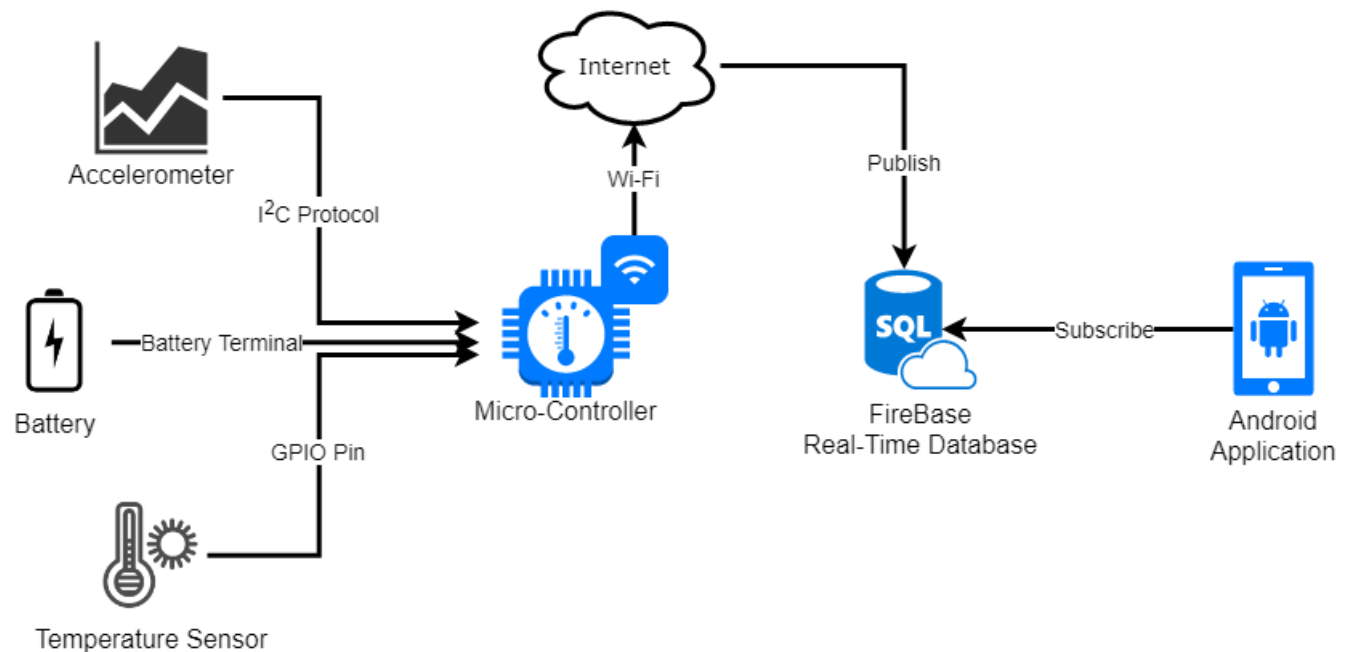 Internet
Accelerometer
Publish
Wi-Fi
I²C Protocol
SQL
Battery Terminal
Subscribe
Micro-Controller
Battery
FireBase
Real-Time Database
Android
Application
GPIO Pin
Temperature Sensor